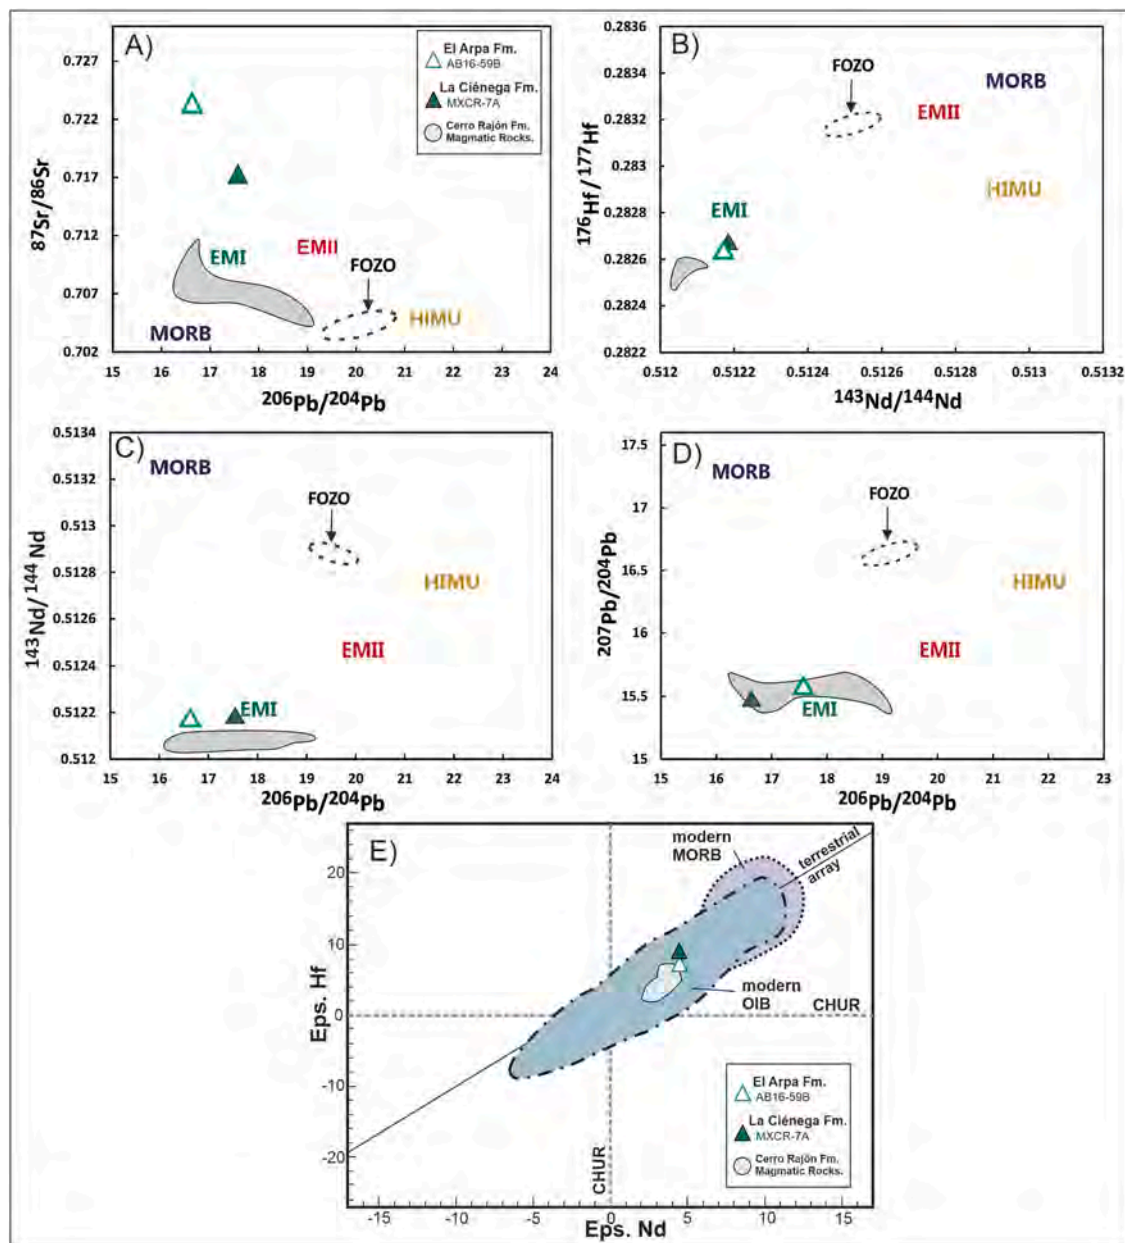 A)
El Arpa Fm.
AB16-59B
La Ciénega Fm.
MXCR-7A
Cerro Rajón Fm.
Magmatic Rocks.
0.727
0.722
0.717
0.712
0.707
0.702
87Sr/86Sr
EMI
EMII
FOZO
MORB
HIMU
15 16 17 18 19 20 21 22 23 24
206Pb/204Pb
B)
0.2836
0.2834
0.2832
0.283
0.2828
0.2826
0.2824
0.2822
176Hf/177Hf
FOZO
MORB
EMII
HIMU
EMI
0.512 0.5122 0.5124 0.5126 0.5128 0.513 0.5132
143Nd/144Nd
C)
0.5134
0.5132
0.513
0.5128
0.5126
0.5124
0.5122
0.512
143Nd/144Nd
MORB
FOZO
HIMU
EMII
EMI
15 16 17 18 19 20 21 22 23 24
206Pb/204Pb
D)
17.5
17
16.5
16
15.5
15
207Pb/204Pb
MORB
FOZO
HIMU
EMII
EMI
15 16 17 18 19 20 21 22 23
206Pb/204Pb
E)
modern
MORB
terrestrial
array
20
10
0
-10
-20
Eps. Hf
modern
OIB
CHUR
CHUR
El Arpa Fm.
AB16-59B
La Ciénega Fm.
MXCR-7A
Cerro Rajón Fm.
Magmatic Rocks.
-15 -10 -5 0 5 10 15
Eps. Nd